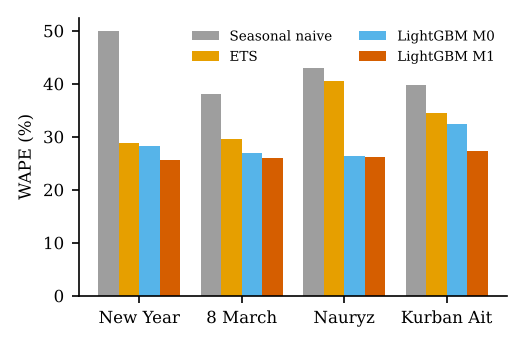 WAPE (%)
50
40
30
20
10
0
Seasonal naive
ETS
LightGBM M0
LightGBM M1
New Year
8 March
Nauryz
Kurban Ait